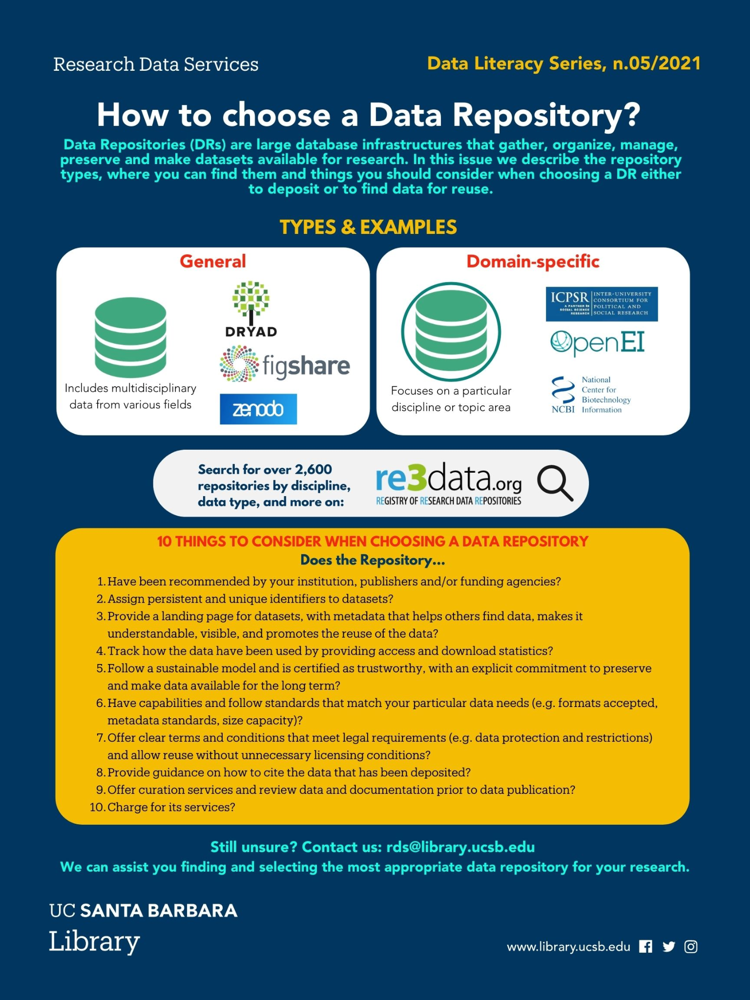 Research Data Services
Data Literacy Series, n.05/2021
How to choose a Data Repository?
Data Repositories (DRs) are large database infrastructures that gather, organize, manage,
preserve and make datasets available for research. In this issue we describe the repository
types, where you can find them and things you should consider when choosing a DR either
to deposit or to find data for reuse.
TYPES & EXAMPLES
General
DRYAD
figshare
zenodo
Includes multidisciplinary
data from various fields
Domain-specific
ICPSR
A PARTNER IN
SOCIAL SCIENCE
RESEARCH
INTER-UNIVERSITY
CONSORTIUM FOR
POLITICAL AND
SOCIAL RESEARCH
OpenEI
NCBI
National
Center for
Biotechnology
Information
Focuses on a particular
discipline or topic area
Search for over 2,600
repositories by discipline,
data type, and more on:
re3data.org
REGISTRY OF RESEARCH DATA REPOSITORIES
10 THINGS TO CONSIDER WHEN CHOOSING A DATA REPOSITORY
Does the Repository...
1. Have been recommended by your institution, publishers and/or funding agencies?
2. Assign persistent and unique identifiers to datasets?
3. Provide a landing page for datasets, with metadata that helps others find data, makes it
understandable, visible, and promotes the reuse of the data?
4. Track how the data have been used by providing access and download statistics?
5. Follow a sustainable model and is certified as trustworthy, with an explicit commitment to preserve
and make data available for the long term?
6. Have capabilities and follow standards that match your particular data needs (e.g. formats accepted,
metadata standards, size capacity)?
7. Offer clear terms and conditions that meet legal requirements (e.g. data protection and restrictions)
and allow reuse without unnecessary licensing conditions?
8. Provide guidance on how to cite the data that has been deposited?
9. Offer curation services and review data and documentation prior to data publication?
10. Charge for its services?
Still unsure? Contact us: rds@library.ucsb.edu
We can assist you finding and selecting the most appropriate data repository for your research.
UC SANTA BARBARA
Library
www.library.ucsb.edu